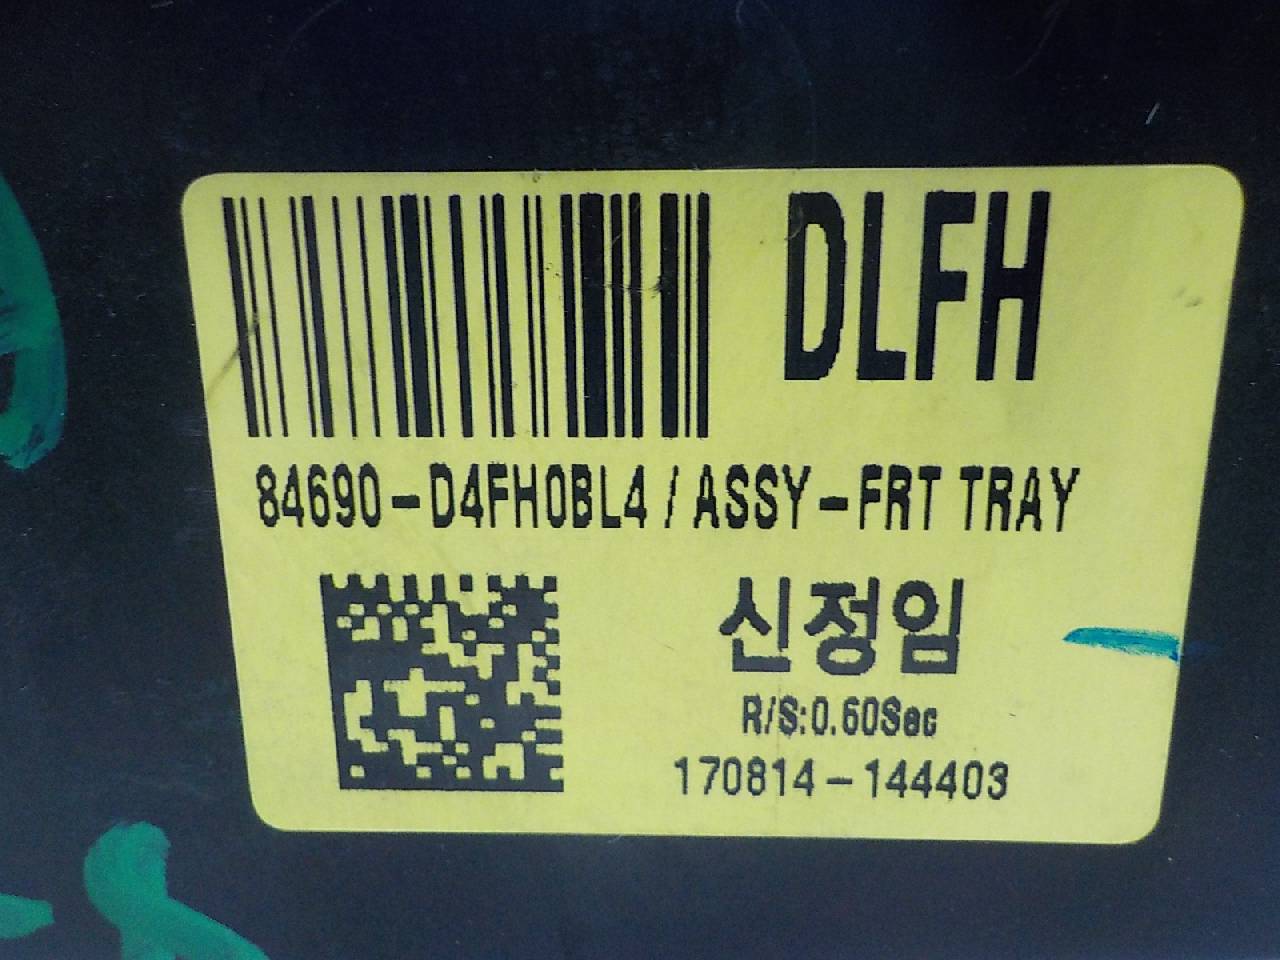 DLFH
84690-D4FH0BL4 / ASSY-FRT TRAY
신정임
R/S:0.60Sec
170814-144403